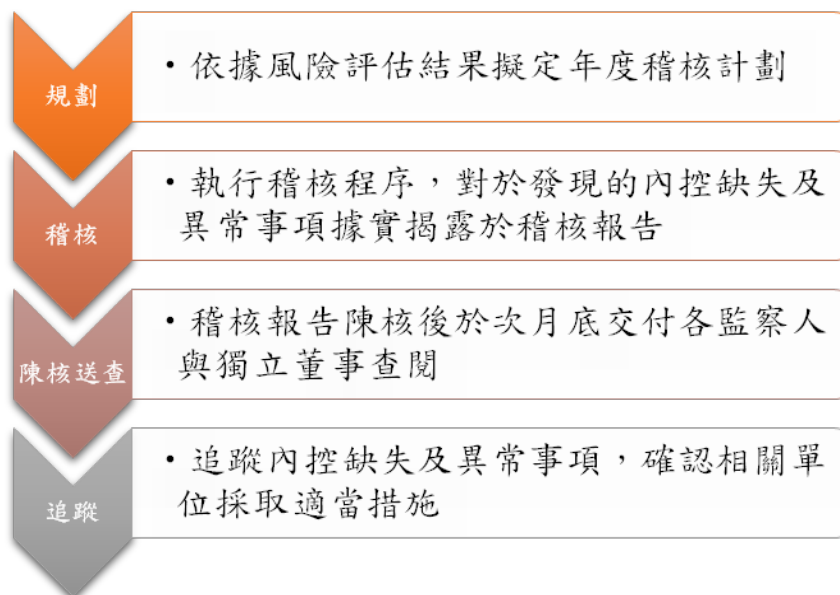 規劃
• 依據風險評估結果擬定年度稽核計劃
稽核
• 執行稽核程序，對於發現的內控缺失及
異常事項據實揭露於稽核報告
陳核送查
• 稽核報告陳核後於次月底交付各監察人
與獨立董事查閱
追蹤
• 追蹤內控缺失及異常事項，確認相關單
位採取適當措施